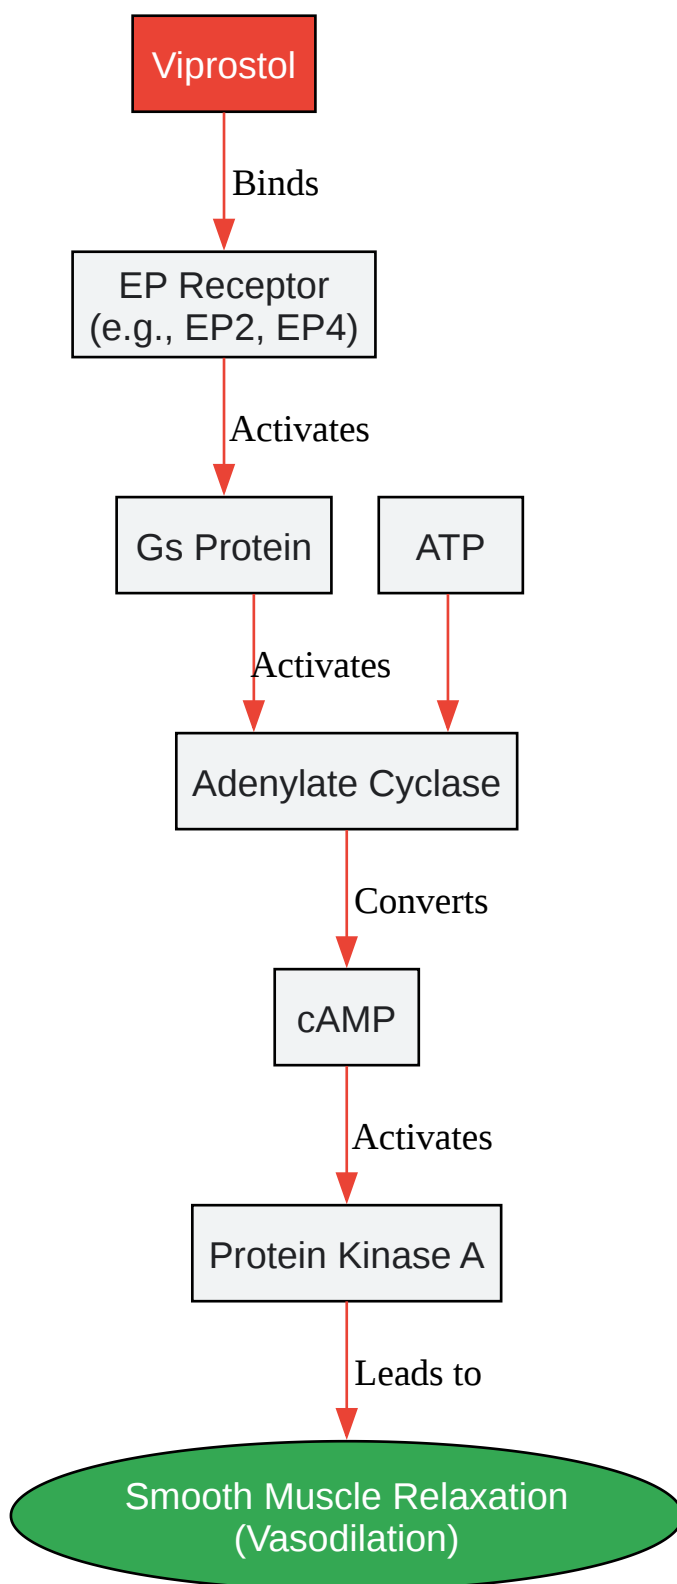 Viprostol
Binds
EP Receptor
(e.g., EP2, EP4)
Activates
Gs Protein
ATP
Activates
Adenylate Cyclase
Converts
cAMP
Activates
Protein Kinase A
Leads to
Smooth Muscle Relaxation
(Vasodilation)